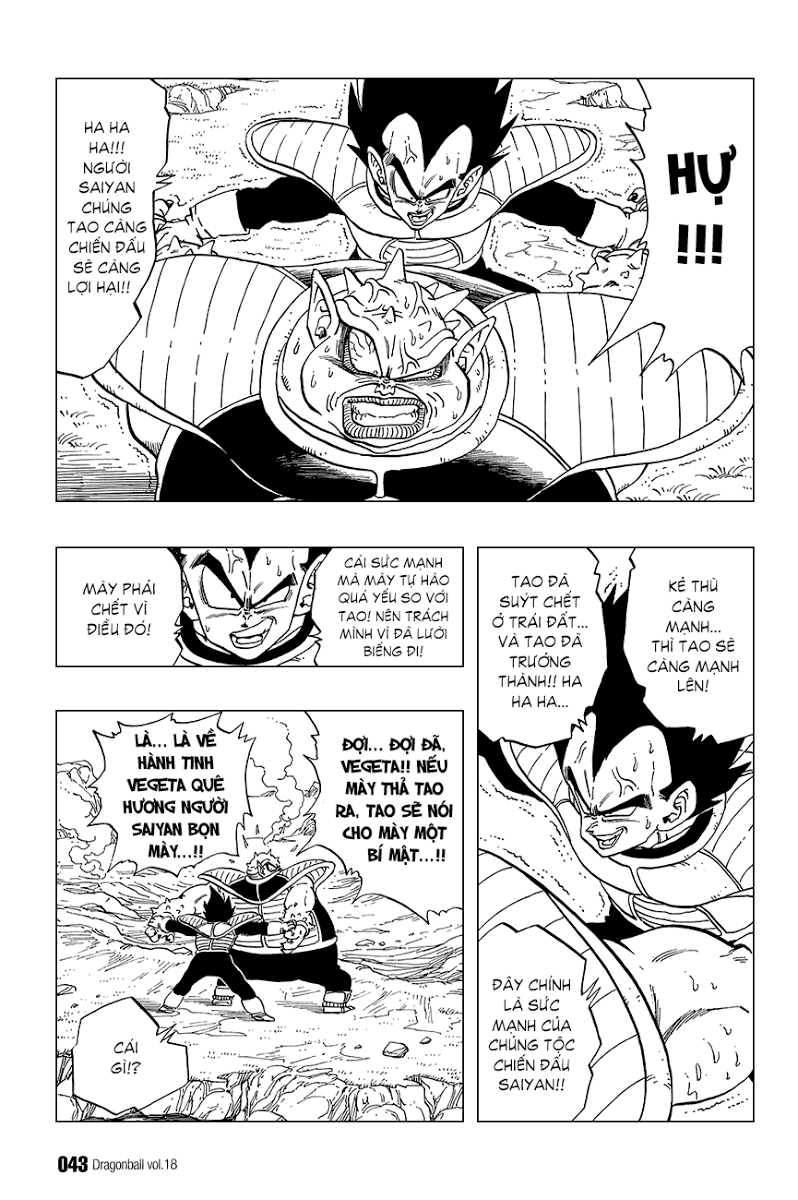 HỰ
!!!
HA HA
HA!!!
NGƯỜI
SAIYAN
CHÚNG
TAO CÀNG
CHIẾN ĐẤU
SẼ CÀNG
LỢI HẠI!!
KẺ THÙ
CÀNG
MẠNH...
THÌ TAO SẼ
CÀNG MẠNH
LÊN!
TAO ĐÃ
SUÝT CHẾT
Ở TRÁI ĐẤT...
VÀ TAO ĐÃ
TRƯỞNG
THÀNH!! HA
HA HA...
ĐÂY CHÍNH
LÀ SỨC
MẠNH CỦA
CHỦNG TỘC
CHIẾN ĐẤU
SAIYAN!!
CÁI SỨC MẠNH
MÀ MÀY TỰ HÀO
QUÁ YẾU SO VỚI
TAO! NÊN TRÁCH
MÌNH VÌ ĐÃ LƯỜI
BIẾNG ĐI!
MÀY PHẢI
CHẾT VÌ
ĐIỀU ĐÓ!
ĐỢI... ĐỢI ĐÃ,
VEGETA!! NẾU
MÀY THẢ TAO
RA, TAO SẼ NÓI
CHO MÀY MỘT
BÍ MẬT...!!
LÀ... LÀ VỀ
HÀNH TINH
VEGETA QUÊ
HƯƠNG NGƯỜI
SAIYAN BỌN
MÀY...!!
CÁI
GÌ!?
043 Dragonball vol.18